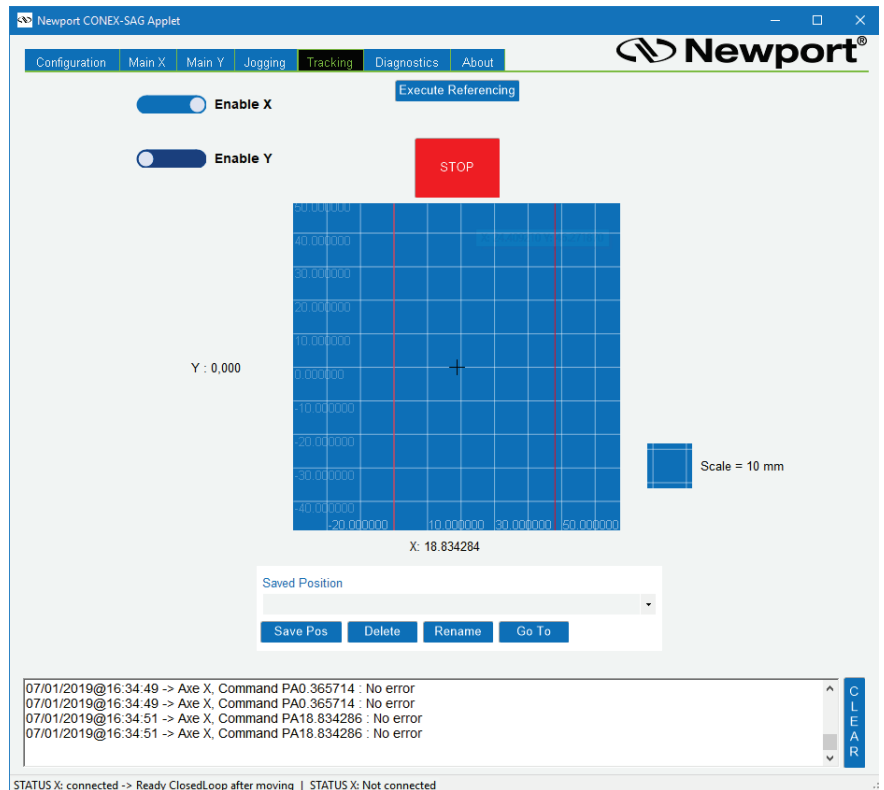 Newport CONEX-SAG Applet
Newport®
Configuration Main X Main Y Jogging Tracking Diagnostics About
Enable X
Execute Referencing
Enable Y
STOP
50.000000
40.000000
30.000000
20.000000
10.000000
Y : 0,000
0.000000
-10.000000
-20.000000
-30.000000
Scale = 10 mm
-40.000000
-20.000000 10.000000 30.000000 50.000000
X: 18.834284
Saved Position
Save Pos Delete Rename Go To
07/01/2019@16:34:49 -> Axe X, Command PA0.365714 : No error
07/01/2019@16:34:49 -> Axe X, Command PA0.365714 : No error
07/01/2019@16:34:51 -> Axe X, Command PA18.834286 : No error
07/01/2019@16:34:51 -> Axe X, Command PA18.834286 : No error
CLEAR
STATUS X: connected -> Ready ClosedLoop after moving | STATUS X: Not connected